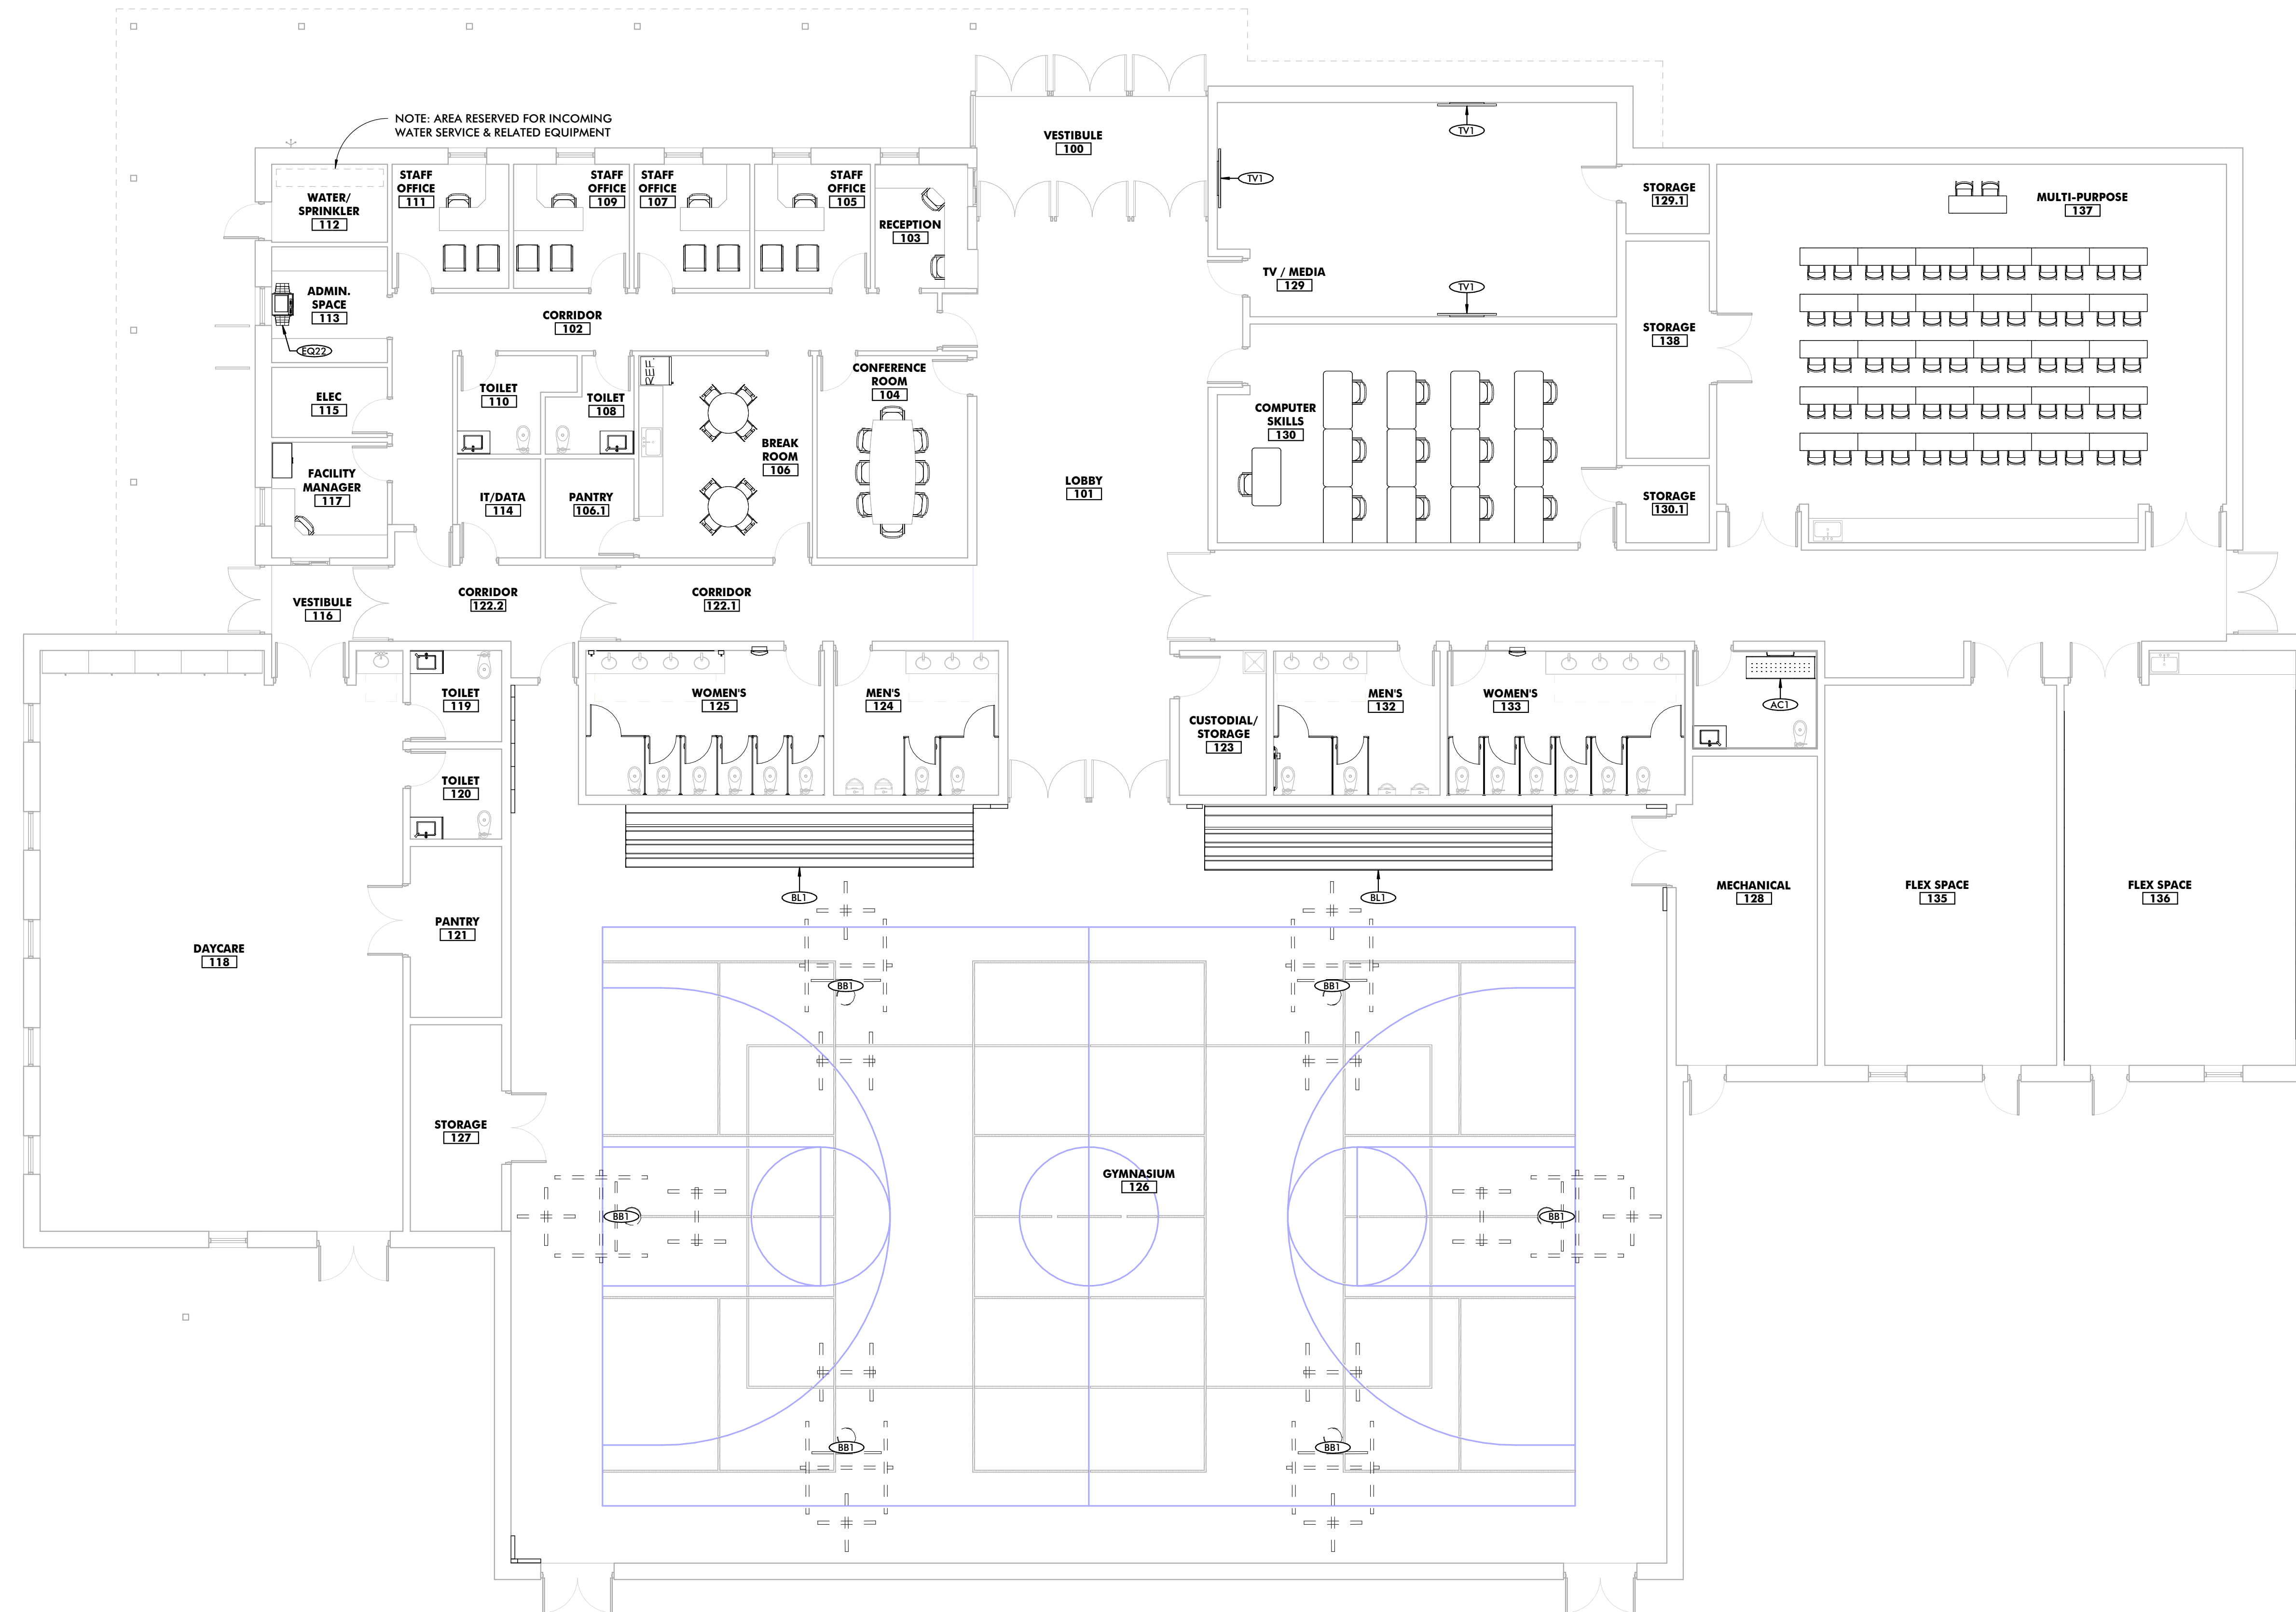 NOTE: AREA RESERVED FOR INCOMING
WATER SERVICE & RELATED EQUIPMENT
VESTIBULE
100
TV1
TV1
TV1
WATER/
SPRINKLER
112
STAFF
OFFICE
111
STAFF
OFFICE
109
STAFF
OFFICE
107
STAFF
OFFICE
105
RECEPTION
103
STORAGE
129.1
MULTI-PURPOSE
137
TV / MEDIA
129
ADMIN.
SPACE
113
EQ22
CORRIDOR
102
STORAGE
138
ELEC
115
TOILET
110
TOILET
108
CONFERENCE
ROOM
104
COMPUTER
SKILLS
130
BREAK
ROOM
106
FACILITY
MANAGER
117
IT/DATA
114
PANTRY
106.1
LOBBY
101
STORAGE
130.1
VESTIBULE
116
CORRIDOR
122.2
CORRIDOR
122.1
TOILET
119
WOMEN'S
125
MEN'S
124
CUSTODIAL/
STORAGE
123
MEN'S
132
WOMEN'S
133
AC1
TOILET
120
BL1
BL1
DAYCARE
118
PANTRY
121
MECHANICAL
128
FLEX SPACE
135
FLEX SPACE
136
BB1
BB1
STORAGE
127
GYMNASIUM
126
BB1
BB1
BB1
BB1